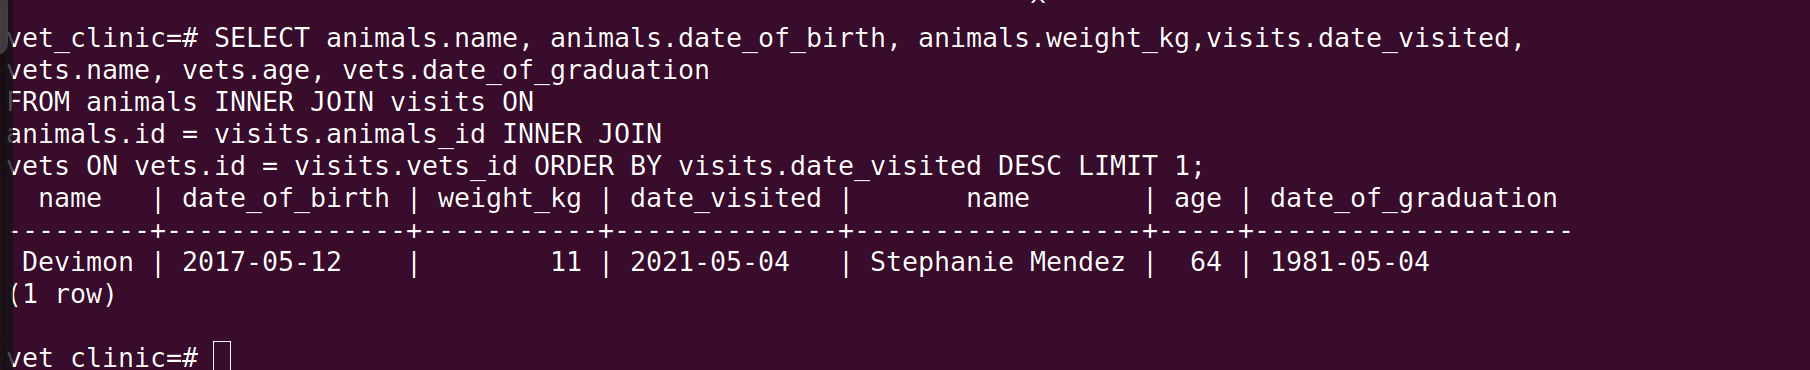 vet_clinic=# SELECT animals.name, animals.date_of_birth, animals.weight_kg,visits.date_visited,
vets.name, vets.age, vets.date_of_graduation
FROM animals INNER JOIN visits ON
animals.id = visits.animals_id INNER JOIN
vets ON vets.id = visits.vets_id ORDER BY visits.date_visited DESC LIMIT 1;
  name   | date_of_birth | weight_kg | date_visited |       name       | age | date_of_graduation
---------+---------------+-----------+--------------+------------------+-----+--------------------
 Devimon | 2017-05-12    |        11 | 2021-05-04   | Stephanie Mendez |  64 | 1981-05-04
(1 row)
vet_clinic=#